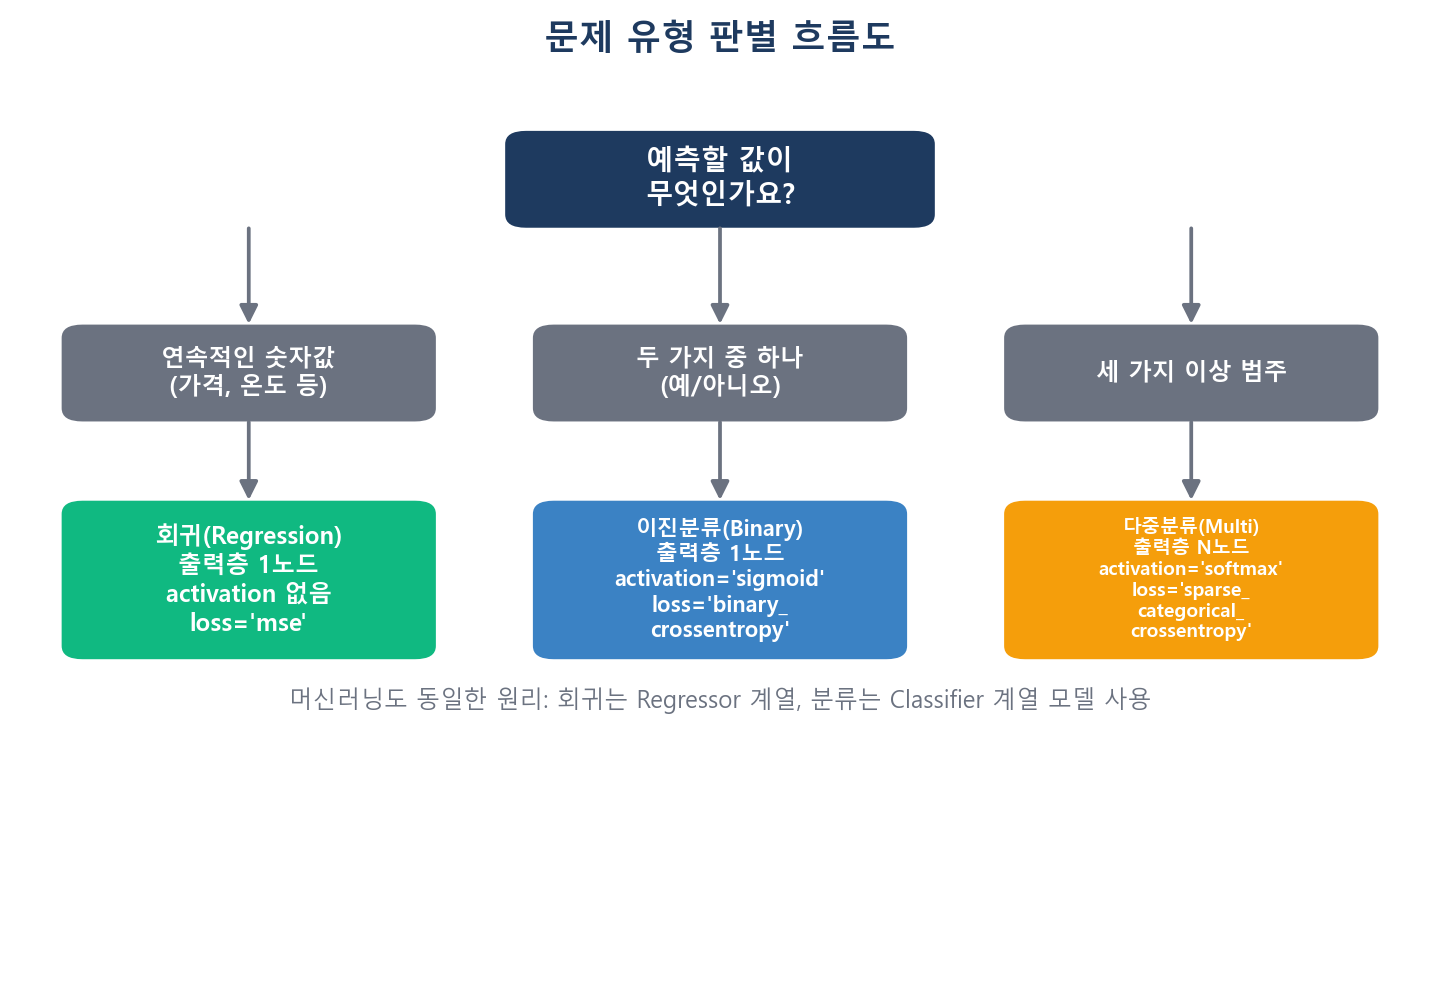 문제 유형 판별 흐름도
예측할 값이
무엇인가요?
연속적인 숫자값
(가격, 온도 등)
두 가지 중 하나
(예/아니오)
세 가지 이상 범주
회귀(Regression)
출력층 1노드
activation 없음
loss='mse'
이진분류(Binary)
출력층 1노드
activation='sigmoid'
loss='binary_
crossentropy'
다중분류(Multi)
출력층 N노드
activation='softmax'
loss='sparse_
categorical_
crossentropy'
머신러닝도 동일한 원리: 회귀는 Regressor 계열, 분류는 Classifier 계열 모델 사용